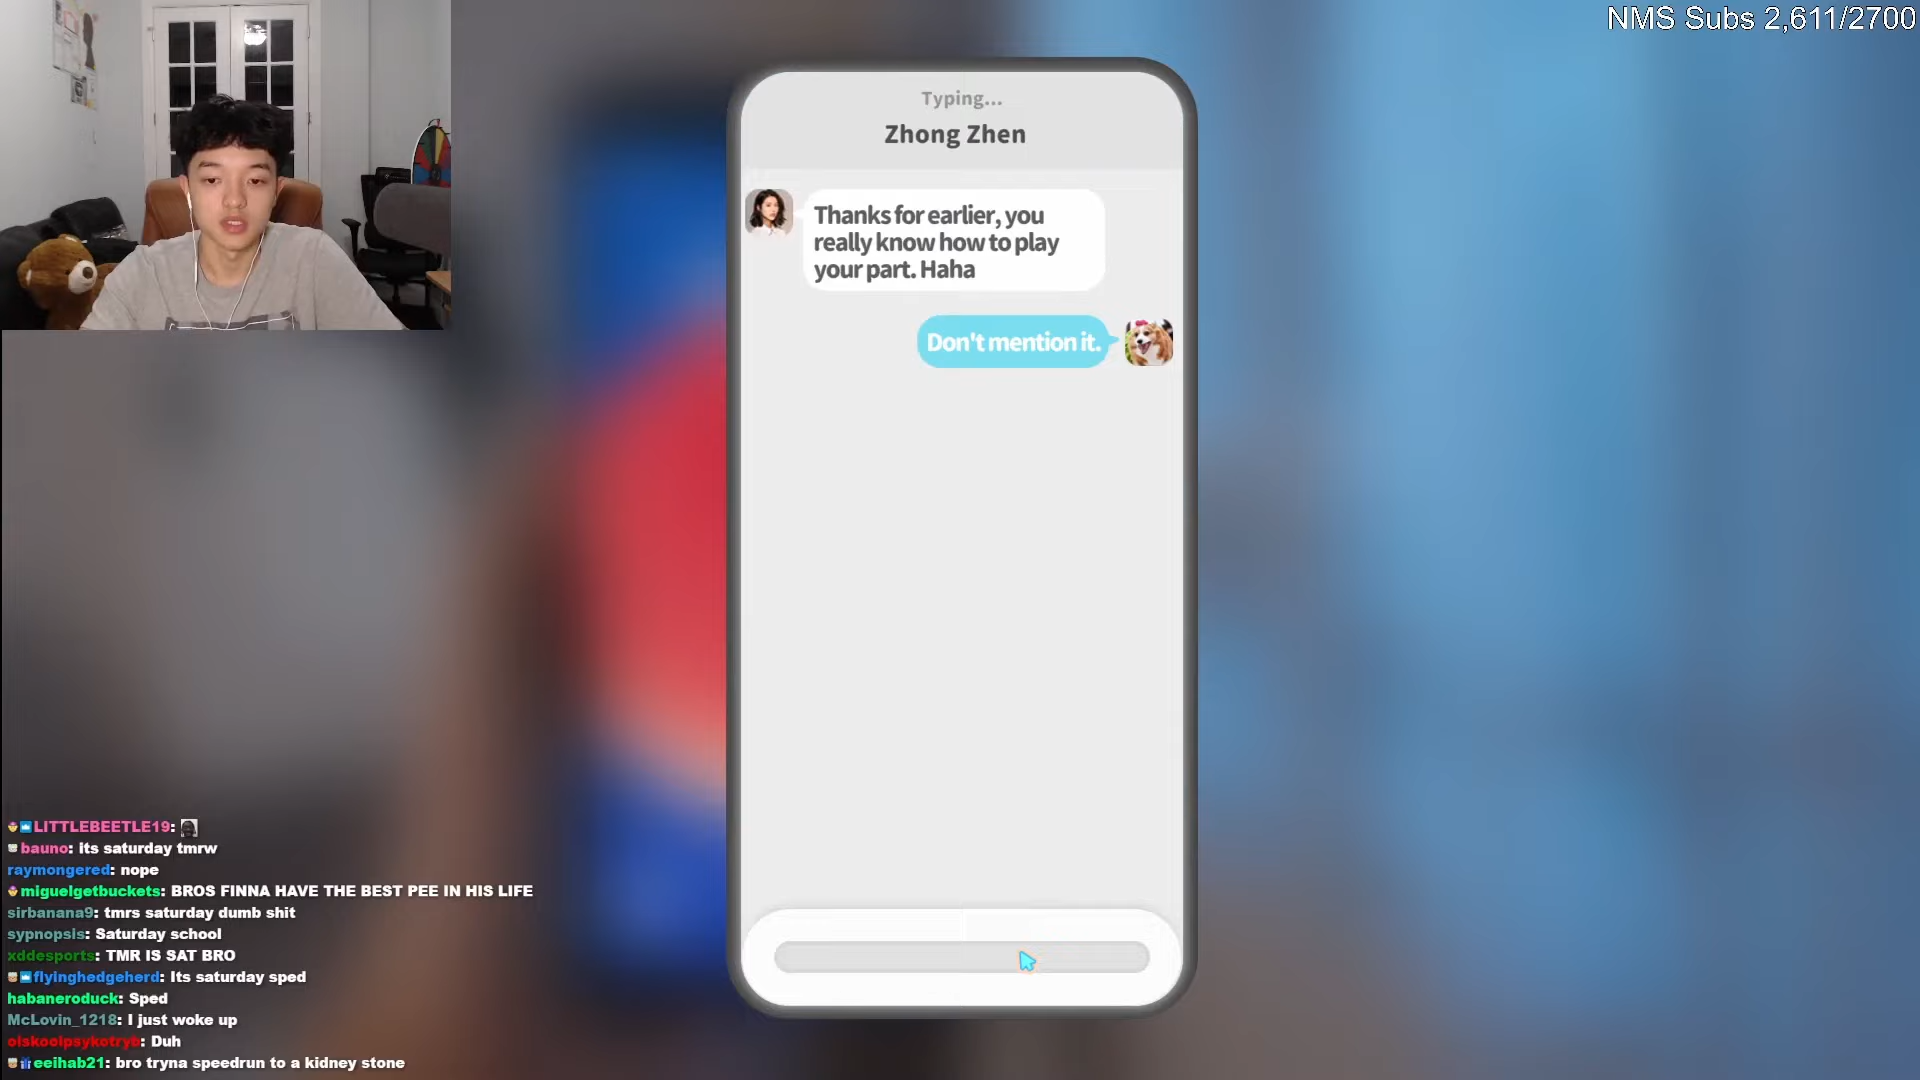 NMS Subs 2,611/2700
Typing...
Zhong Zhen
Thanks for earlier, you
really know how to play
your part. Haha
Don't mention it.
LITTLEBEETLE19:
bauno: its saturday tmrw
raymongered: nope
miguelgetbuckets: BROS FINNA HAVE THE BEST PEE IN HIS LIFE
sirbanana9: tmrs saturday dumb shit
sypnopsis: Saturday school
xddesports: TMR IS SAT BRO
flyinghedgeherd: Its saturday sped
habaneroduck: Sped
McLovin_1218: I just woke up
olskoolpsykotryb: Duh
eeihab21: bro tryna speedrun to a kidney stone